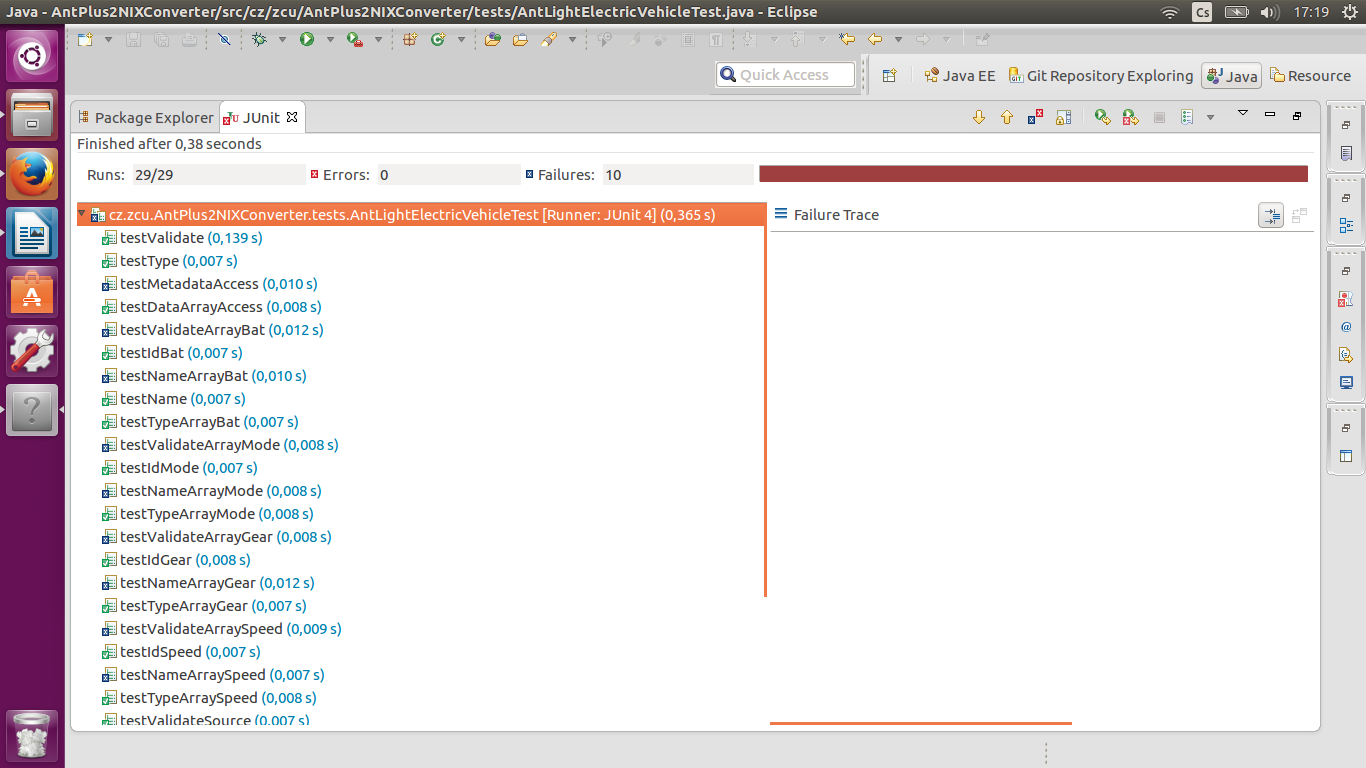 Java - AntPlus2NIXConverter/src/cz/zcu/AntPlus2NIXConverter/tests/AntLightElectricVehicleTest.java - Eclipse
Cs
17:19
Quick Access
Java EE
Git Repository Exploring
Java
Resource
Package Explorer
JUnit
Finished after 0,38 seconds
Runs: 29/29
Errors: 0
Failures: 10
cz.zcu.AntPlus2NIXConverter.tests.AntLightElectricVehicleTest [Runner: JUnit 4] (0,365 s)
Failure Trace
testValidate (0,139 s)
testType (0,007 s)
testMetadataAccess (0,010 s)
testDataArrayAccess (0,008 s)
testValidateArrayBat (0,012 s)
testIdBat (0,007 s)
testNameArrayBat (0,010 s)
testName (0,007 s)
testTypeArrayBat (0,007 s)
testValidateArrayMode (0,008 s)
testIdMode (0,007 s)
testNameArrayMode (0,008 s)
testTypeArrayMode (0,008 s)
testValidateArrayGear (0,008 s)
testIdGear (0,008 s)
testNameArrayGear (0,012 s)
testTypeArrayGear (0,007 s)
testValidateArraySpeed (0,009 s)
testIdSpeed (0,007 s)
testNameArraySpeed (0,007 s)
testTypeArraySpeed (0,008 s)
testValidateSource (0,007 s)